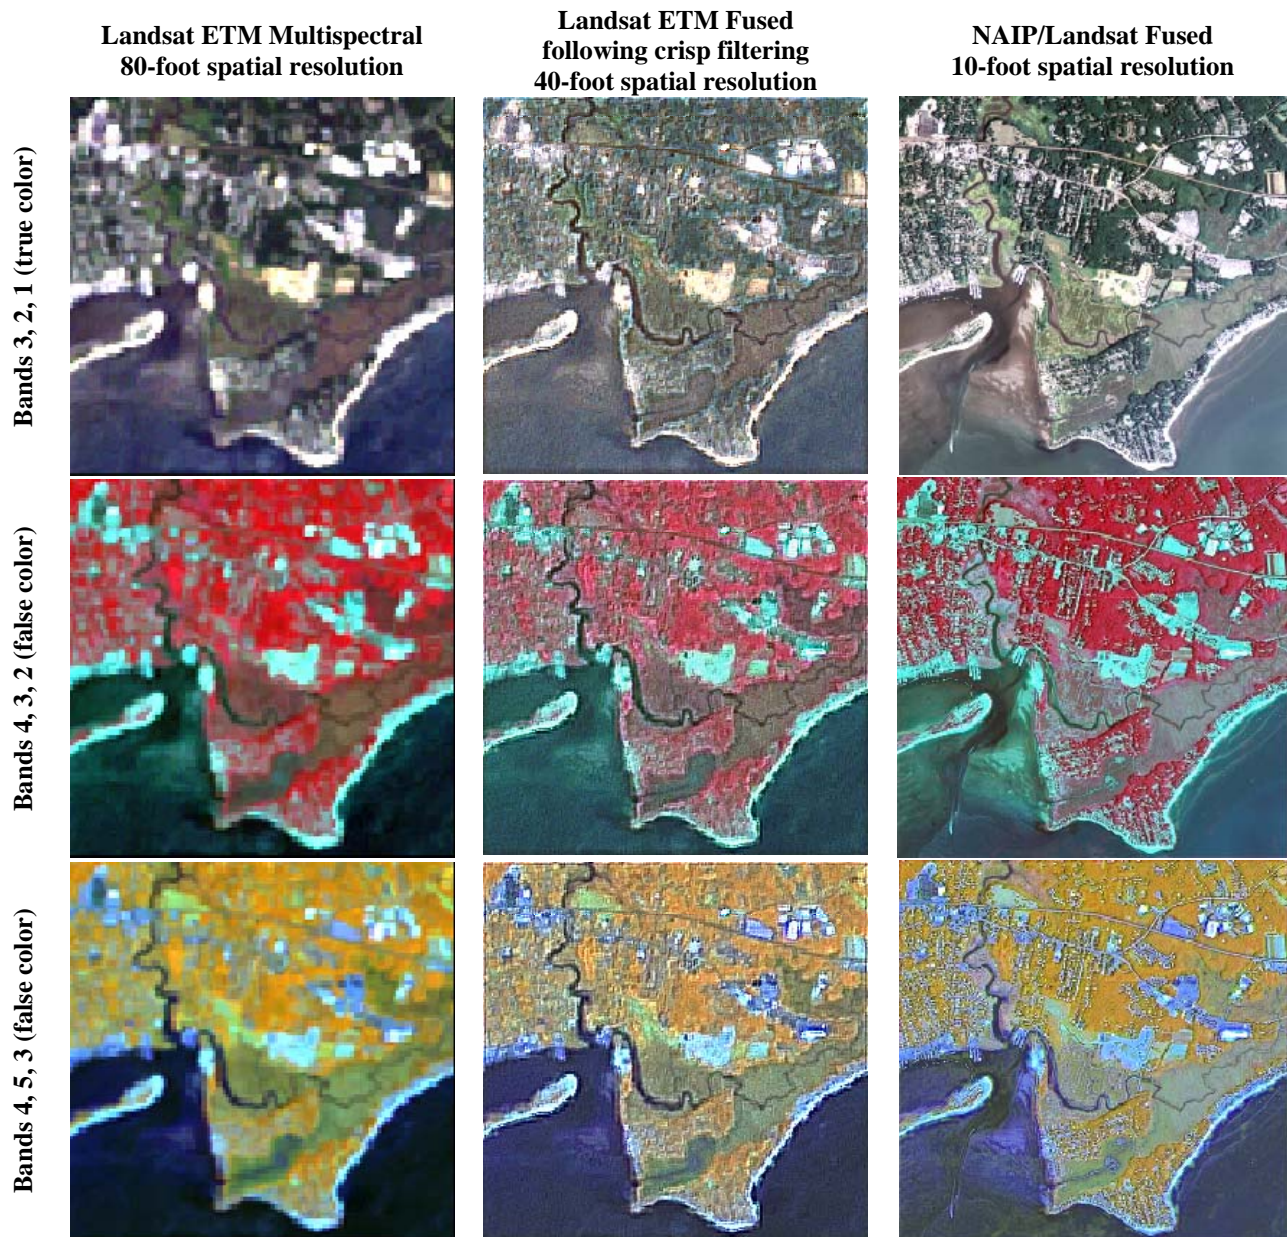 Landsat ETM Multispectral
80-foot spatial resolution
Landsat ETM Fused
following crisp filtering
40-foot spatial resolution
NAIP/Landsat Fused
10-foot spatial resolution
Bands 3, 2, 1 (true color)
Bands 4, 3, 2 (false color)
Bands 4, 5, 3 (false color)